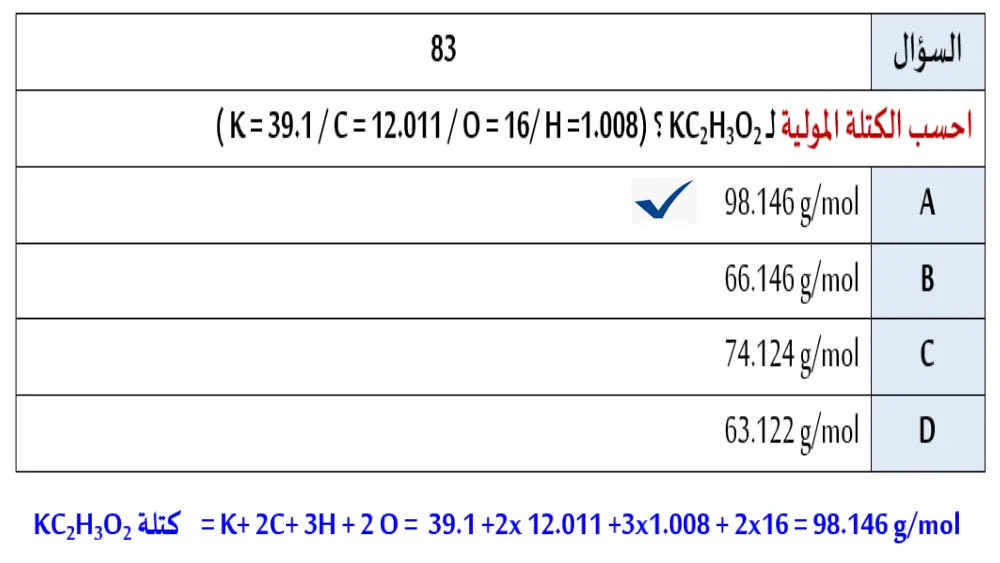 السؤال 83
احسب الكتلة المولية لـ KC₂H₃O₂ ؟ ( K = 39.1 / C = 12.011 / O = 16/ H =1.008)
A 98.146 g/mol
B 66.146 g/mol
C 74.124 g/mol
D 63.122 g/mol
كتلة KC₂H₃O₂ = K+ 2C+ 3H + 2 O = 39.1 +2x 12.011 +3x1.008 + 2x16 = 98.146 g/mol